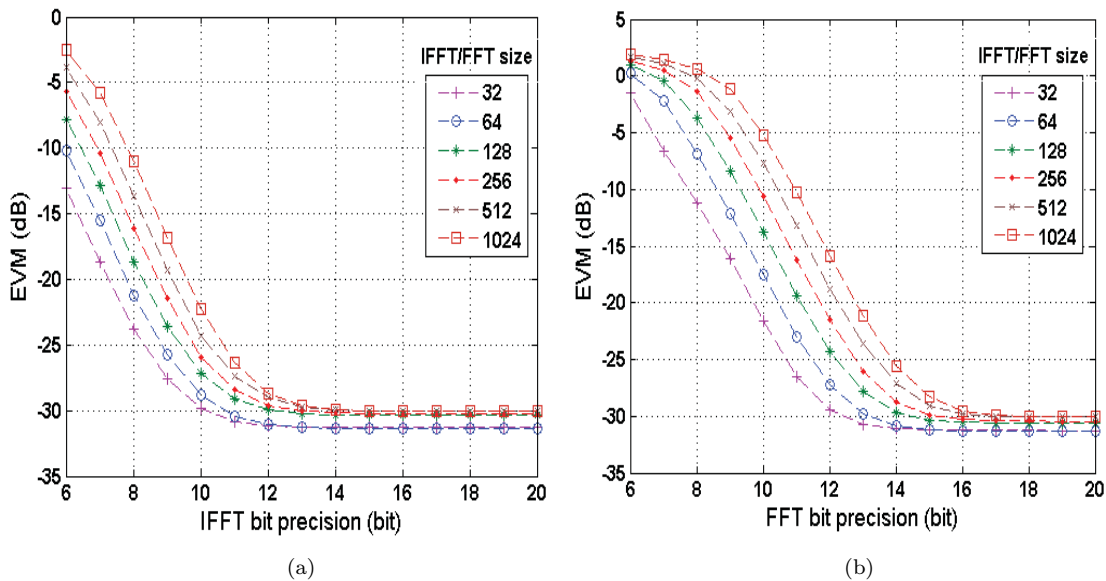 0
-5
-10
-15
-20
-25
-30
-35
EVM (dB)
6 8 10 12 14 16 18 20
IFFT bit precision (bit)
IFFT/FFT size
32
64
128
256
512
1024
(a)
5
0
-5
-10
-15
-20
-25
-30
-35
EVM (dB)
6 8 10 12 14 16 18 20
FFT bit precision (bit)
IFFT/FFT size
32
64
128
256
512
1024
(b)